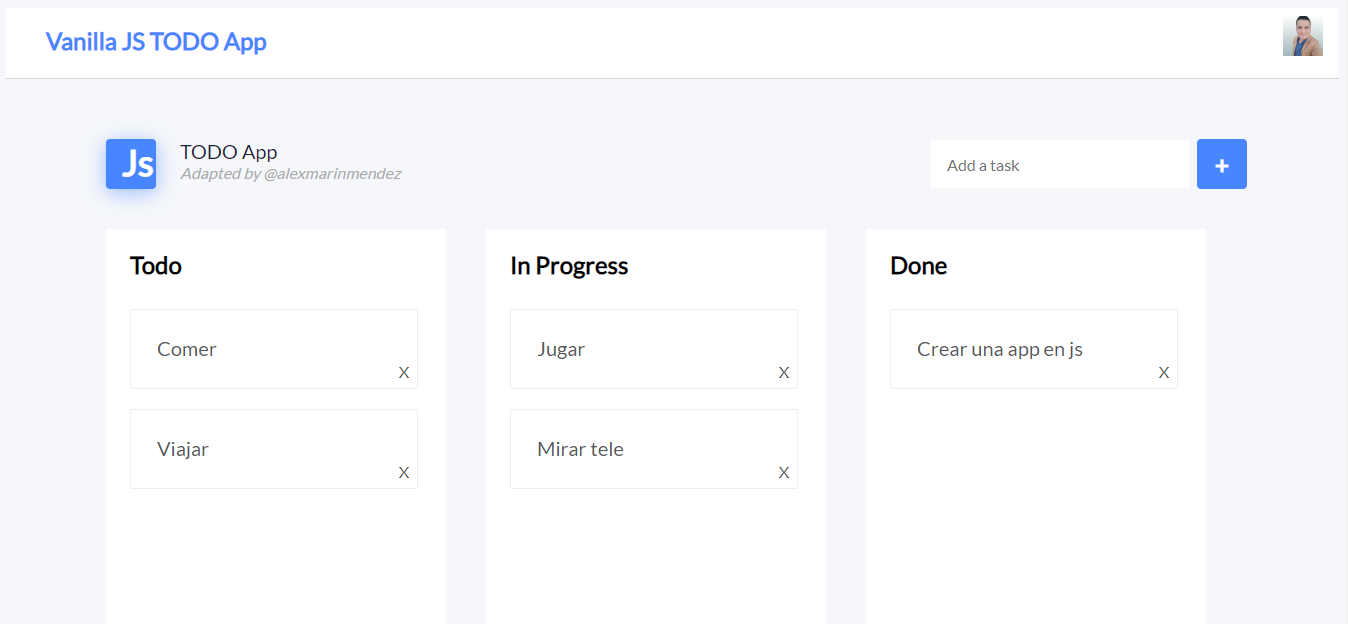 Vanilla JS TODO App
Js
TODO App
Adapted by @alexmarinmendez
Add a task
+
Todo
In Progress
Done
Comer
X
Jugar
X
Crear una app en js
X
Viajar
X
Mirar tele
X